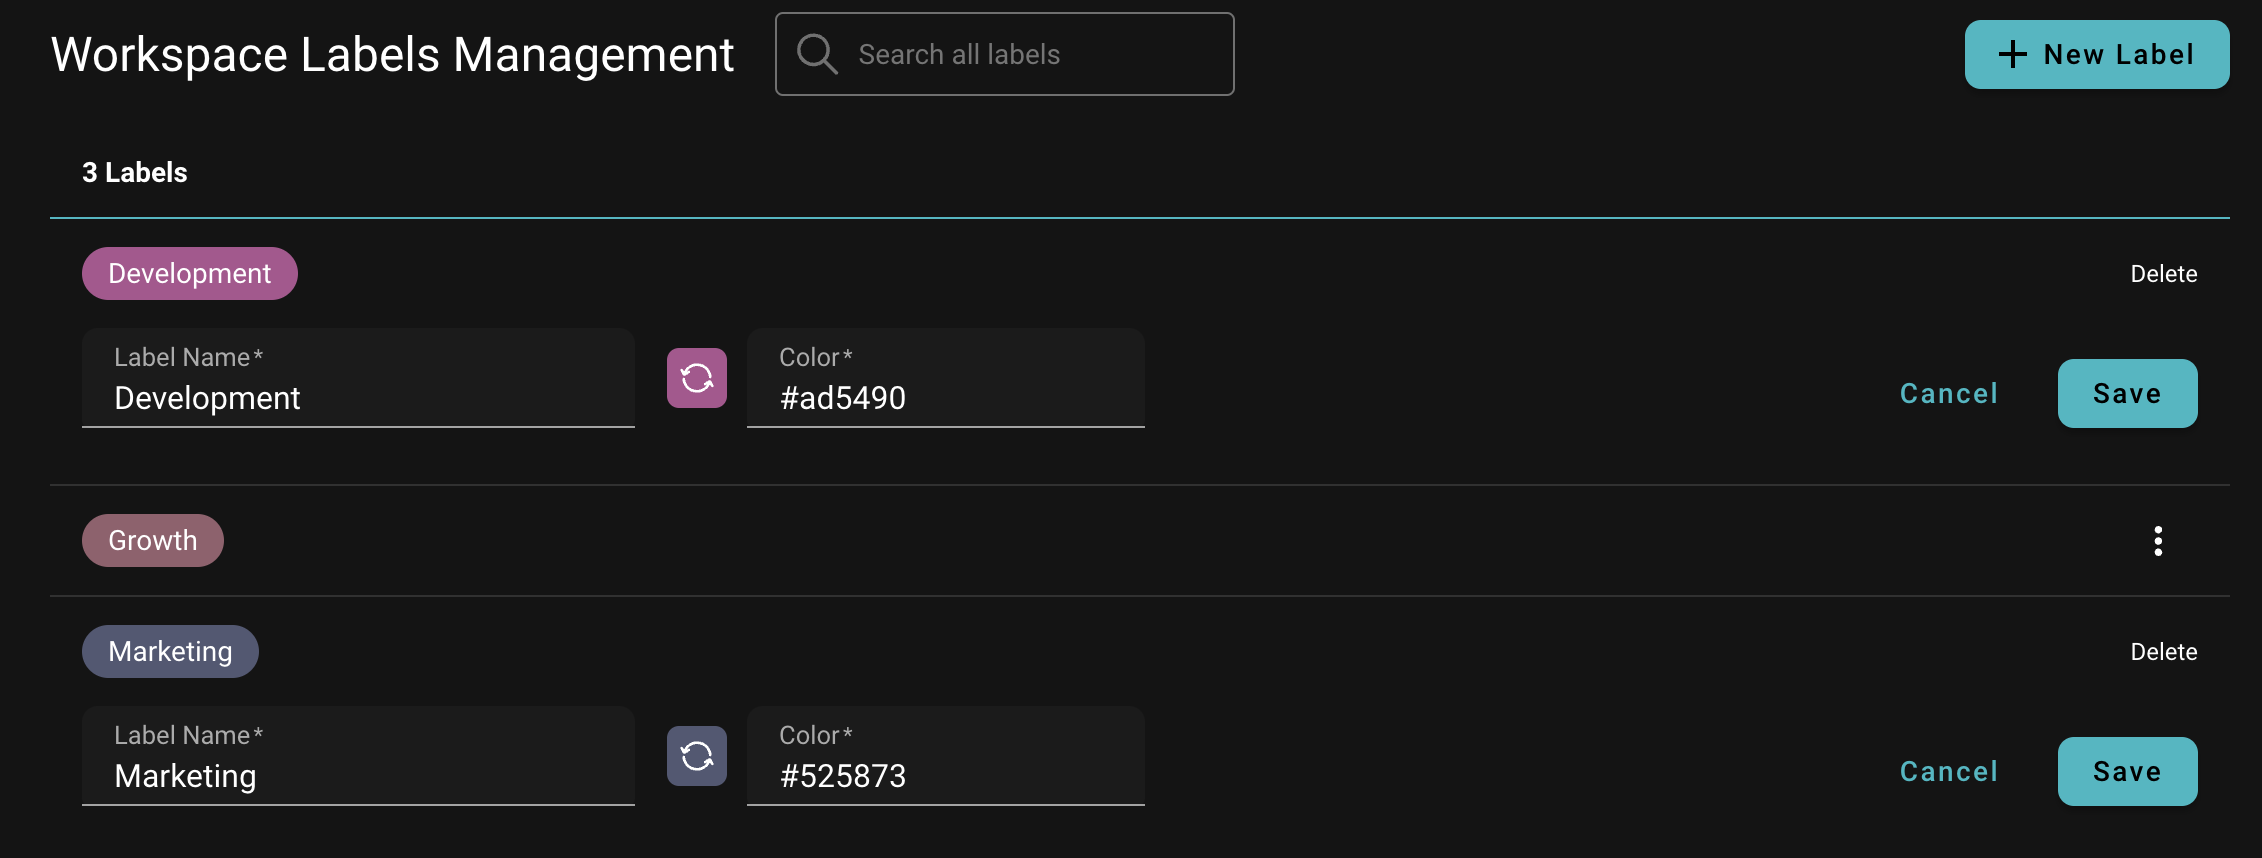 Workspace Labels Management
Search all labels
New Label
3 Labels
Development
Delete
Label Name*
Development
Color*
#ad5490
Cancel
Save
Growth
Marketing
Delete
Label Name*
Marketing
Color*
#525873
Cancel
Save